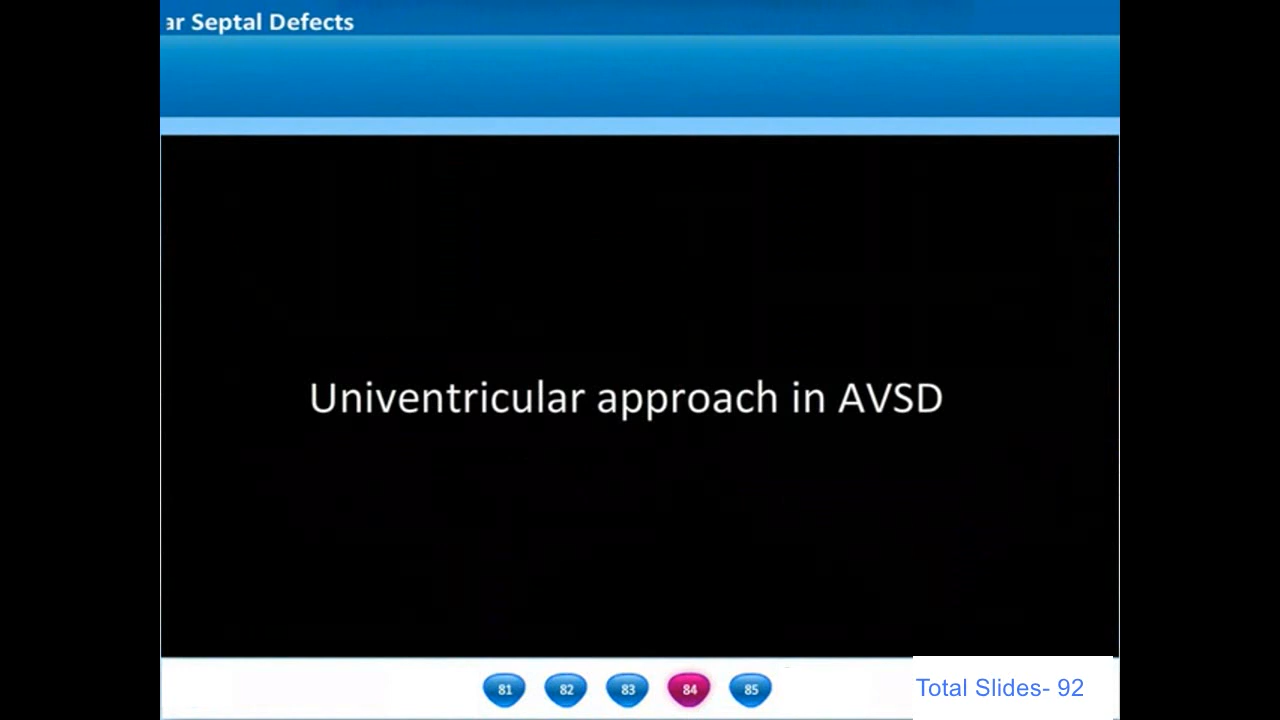 ar Septal Defects
Univentricular approach in AVSD
81 82 83 84 85
Total Slides- 92